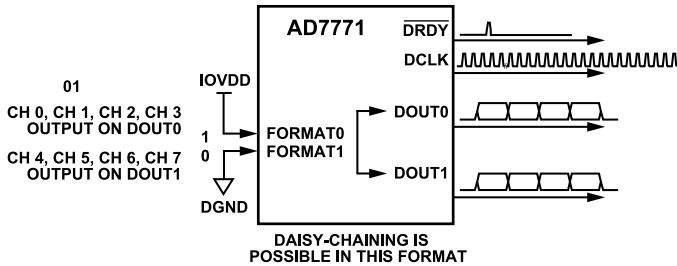 AD7771
DRDY
DCLK
01
IOVDD
CH 0, CH 1, CH 2, CH 3
OUTPUT ON DOUT0
1
FORMAT0
DOUT0
0
FORMAT1
CH 4, CH 5, CH 6, CH 7
OUTPUT ON DOUT1
DOUT1
DGND
DAISY-CHAINING IS
POSSIBLE IN THIS FORMAT